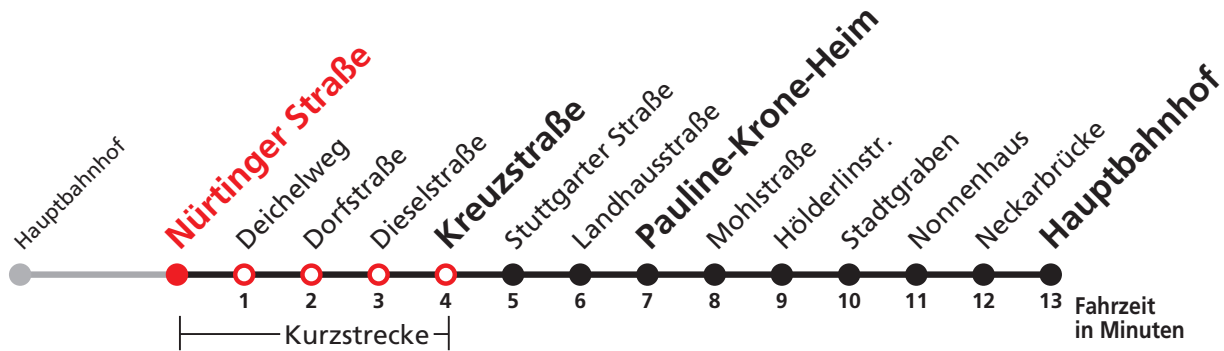 Hauptbahnhof
Nürtinger Straße
Deichelweg
Dorfstraße
Dieselstraße
Kreuzstraße
Stuttgarter Straße
Landhausstraße
Pauline-Krone-Heim
Mohlstraße
Hölderlinstr.
Stadtgraben
Nonnenhaus
Neckarbrücke
Hauptbahnhof
1 2 3 4 5 6 7 8 9 10 11 12 13
Fahrzeit
in Minuten
Kurzstrecke